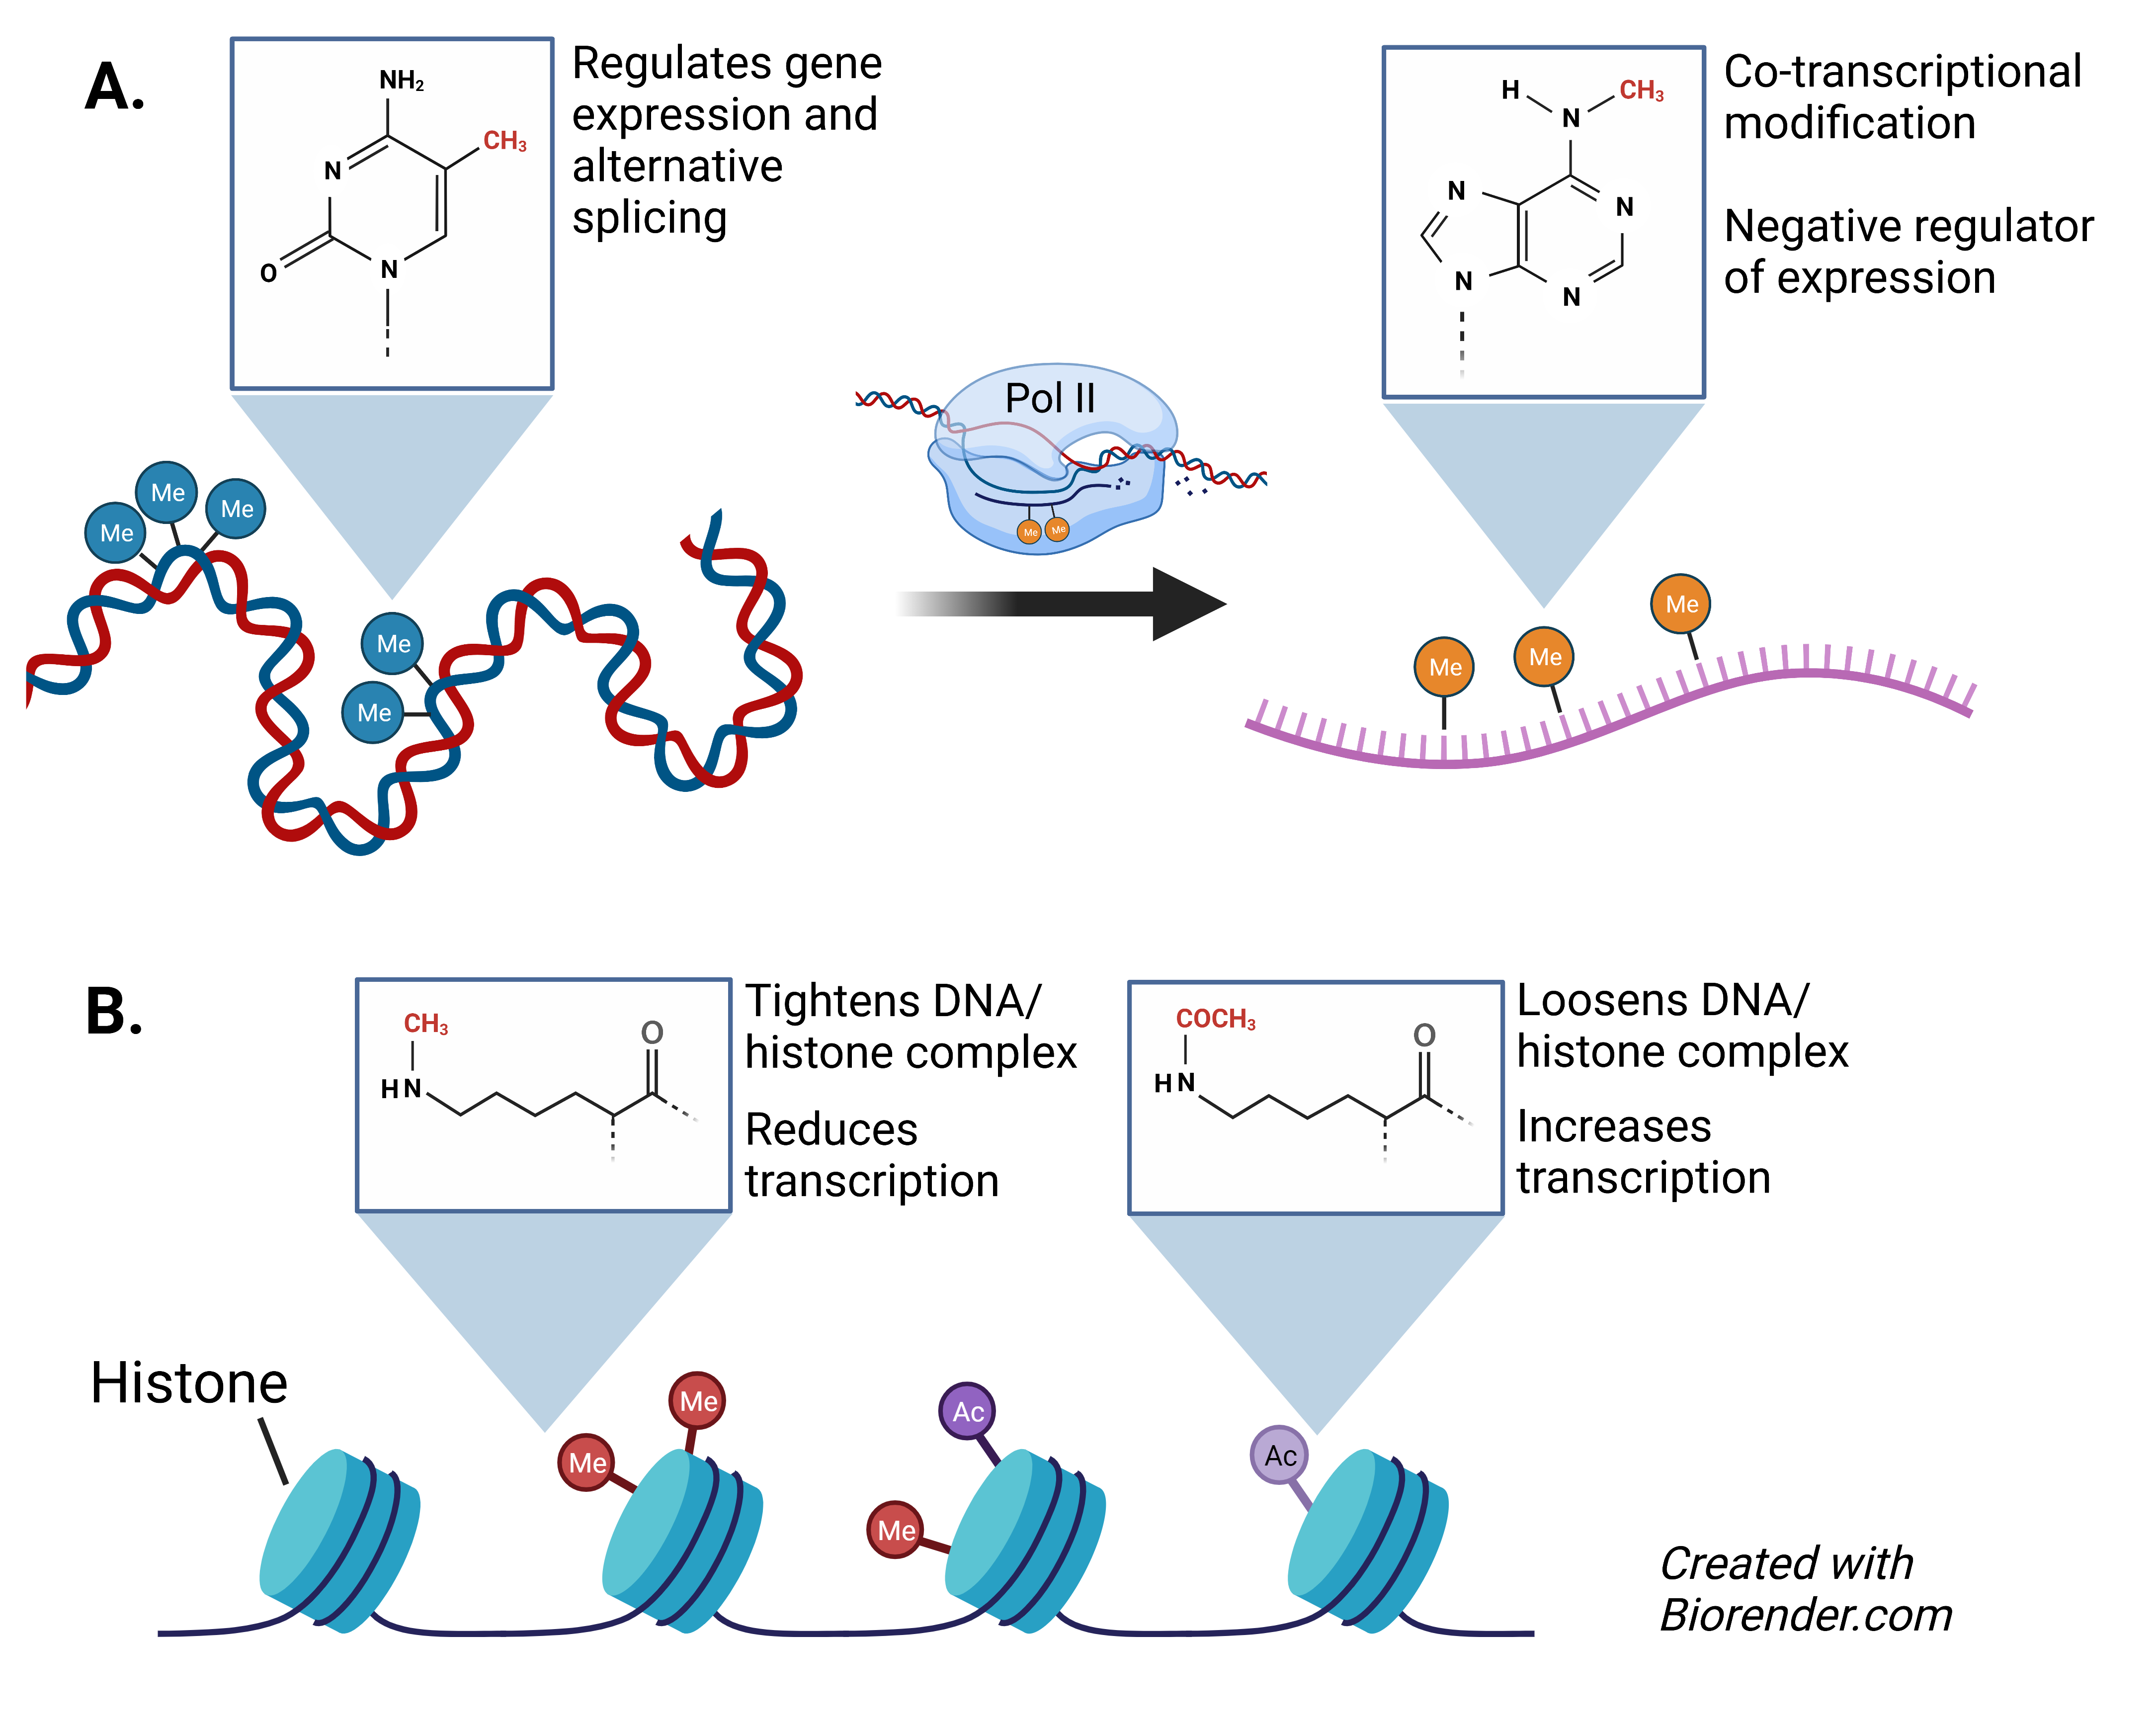 A.
NH₂
CH₃
N
N
O
Regulates gene
expression and
alternative
splicing
H
N
CH₃
N
N
N
N
Co-transcriptional
modification
Negative regulator
of expression
Pol II
Me
Me
Me
Me
Me
Me
Me
Me
Me
Me
B.
CH₃
HN
O
Tightens DNA/
histone complex
Reduces
transcription
COCH₃
HN
O
Loosens DNA/
histone complex
Increases
transcription
Histone
Me
Me
Ac
Me
Ac
Created with
Biorender.com